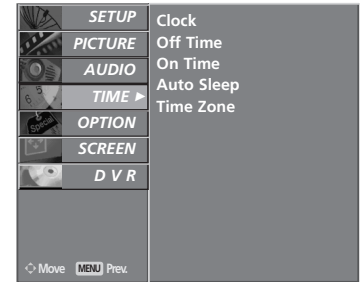 SETUP
PICTURE
AUDIO
TIME ►
OPTION
SCREEN
D V R
Clock
Off Time
On Time
Auto Sleep
Time Zone
Move MENU Prev.